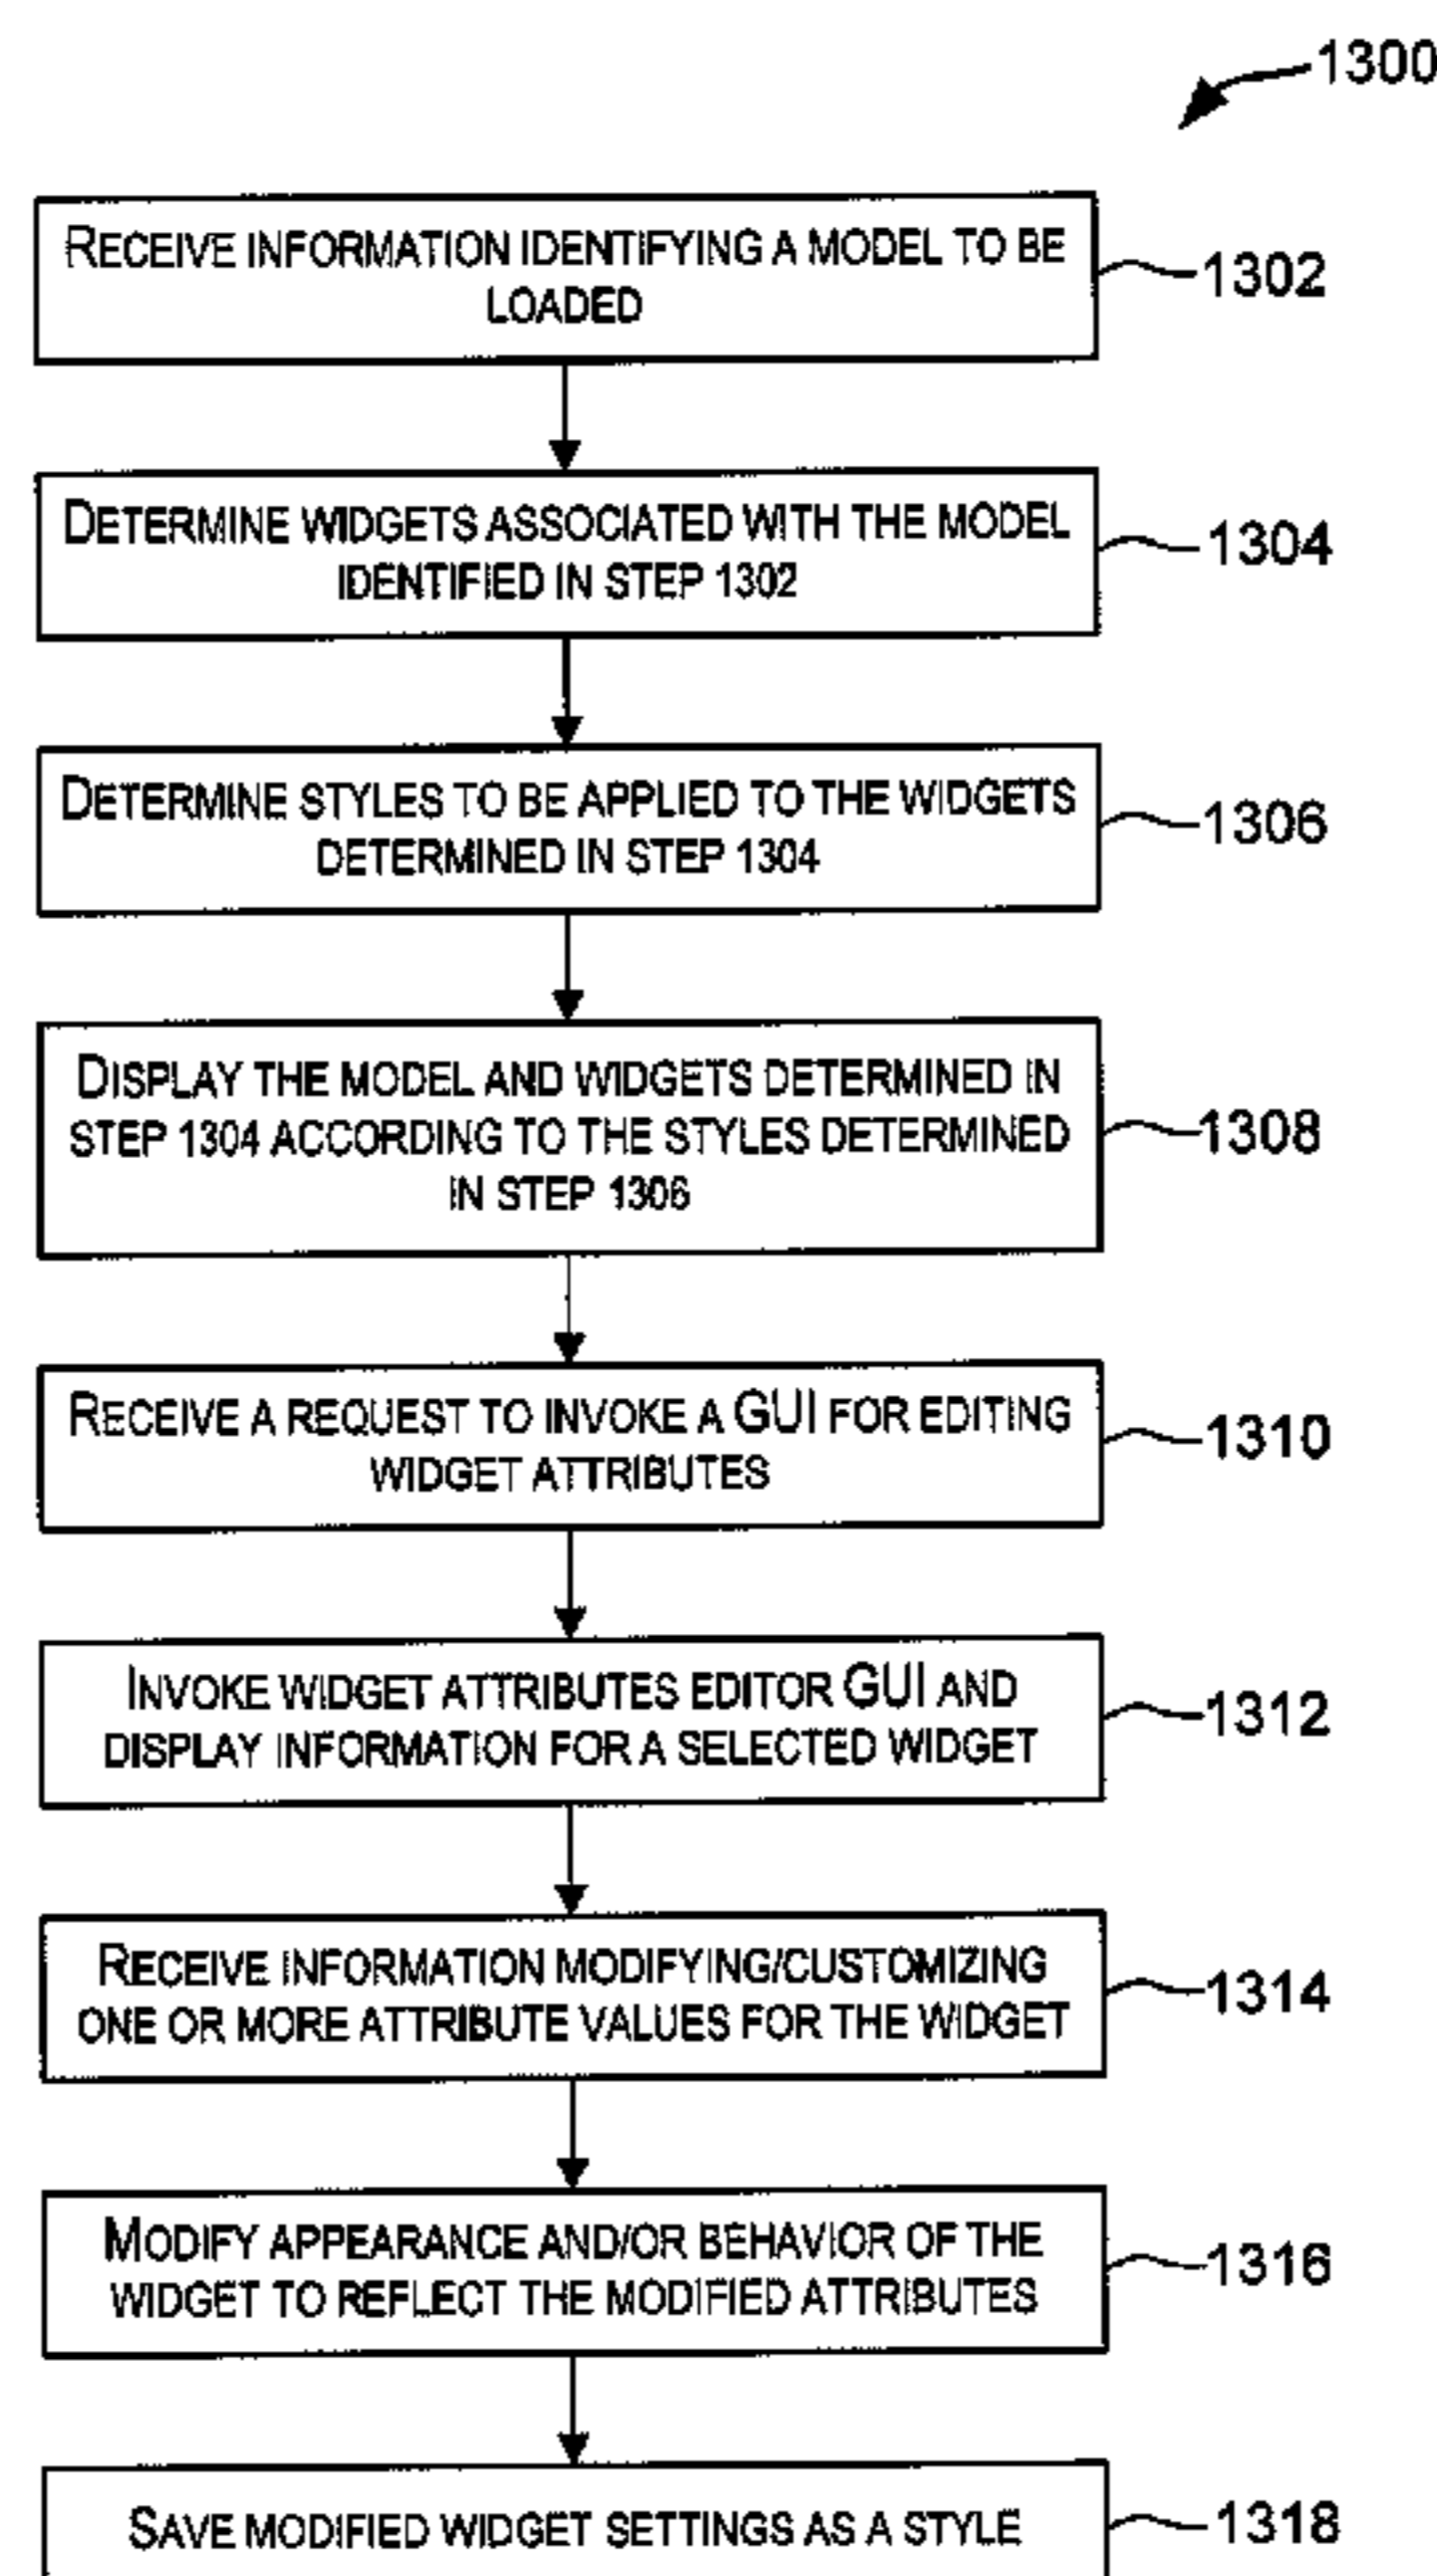 1300
RECEIVE INFORMATION IDENTIFYING A MODEL TO BE
LOADED
1302
DETERMINE WIDGETS ASSOCIATED WITH THE MODEL
IDENTIFIED IN STEP 1302
1304
DETERMINE STYLES TO BE APPLIED TO THE WIDGETS
DETERMINED IN STEP 1304
1306
DISPLAY THE MODEL AND WIDGETS DETERMINED IN
STEP 1304 ACCORDING TO THE STYLES DETERMINED
IN STEP 1306
1308
RECEIVE A REQUEST TO INVOKE A GUI FOR EDITING
WIDGET ATTRIBUTES
1310
INVOKE WIDGET ATTRIBUTES EDITOR GUI AND
DISPLAY INFORMATION FOR A SELECTED WIDGET
1312
RECEIVE INFORMATION MODIFYING/CUSTOMIZING
ONE OR MORE ATTRIBUTE VALUES FOR THE WIDGET
1314
MODIFY APPEARANCE AND/OR BEHAVIOR OF THE
WIDGET TO REFLECT THE MODIFIED ATTRIBUTES
1316
SAVE MODIFIED WIDGET SETTINGS AS A STYLE
1318